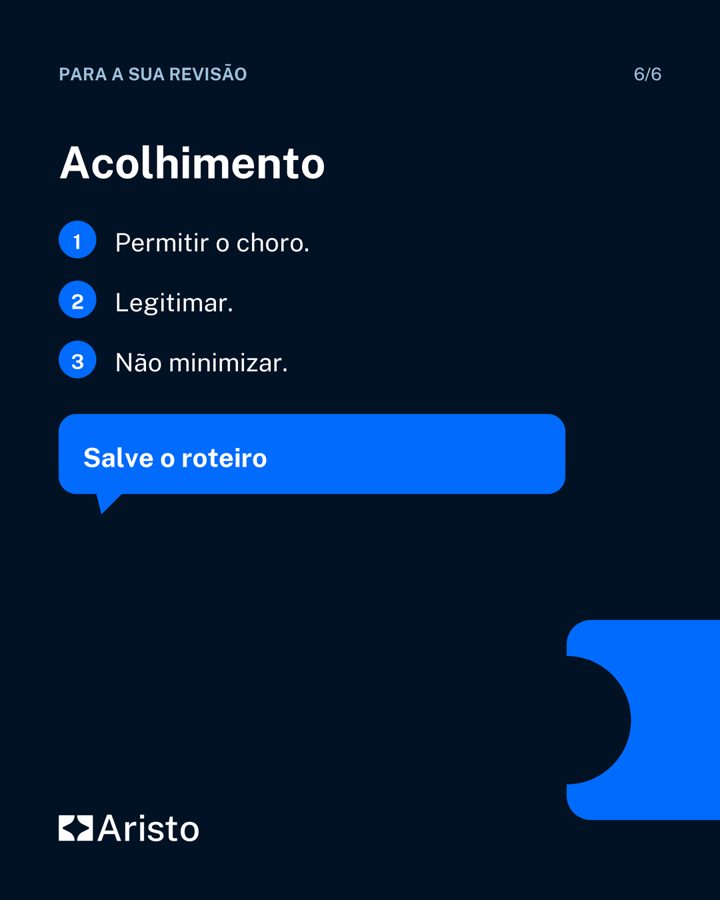 PARA A SUA REVISÃO
6/6
Acolhimento
1 Permitir o choro.
2 Legitimar.
3 Não minimizar.
Salve o roteiro
Aristo